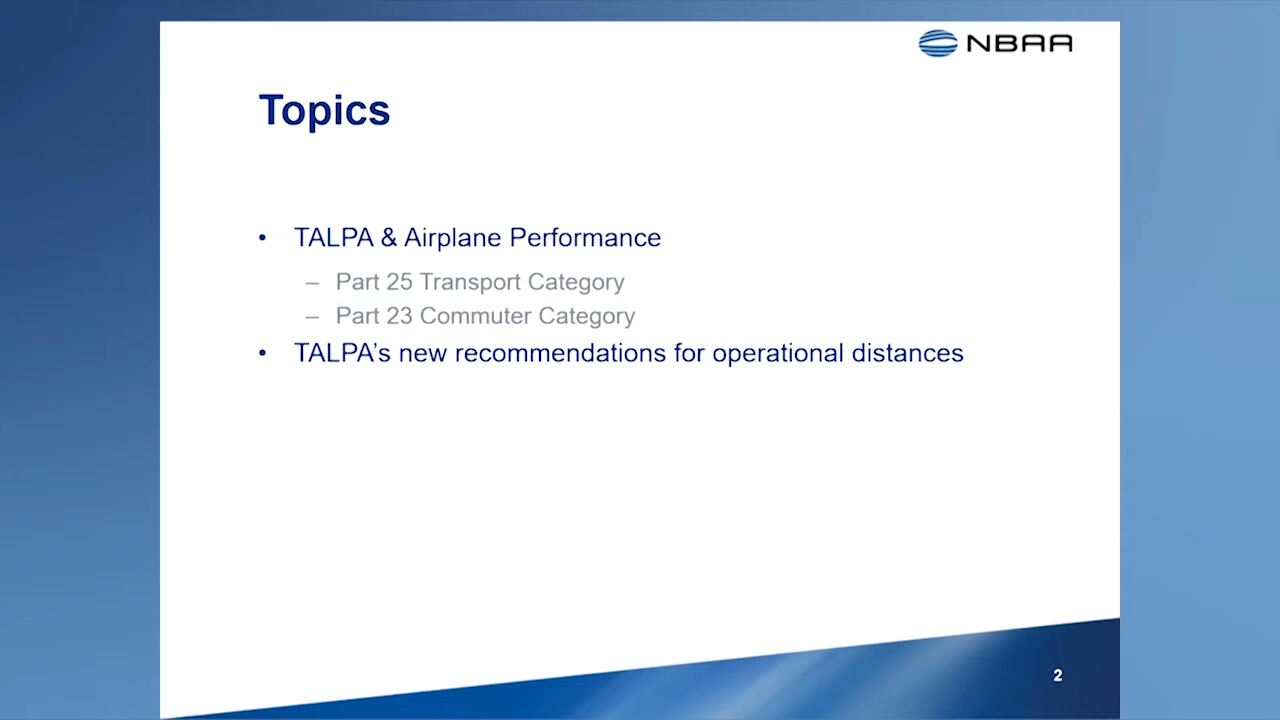 NBAA
Topics
• TALPA & Airplane Performance
– Part 25 Transport Category
– Part 23 Commuter Category
• TALPA’s new recommendations for operational distances
2